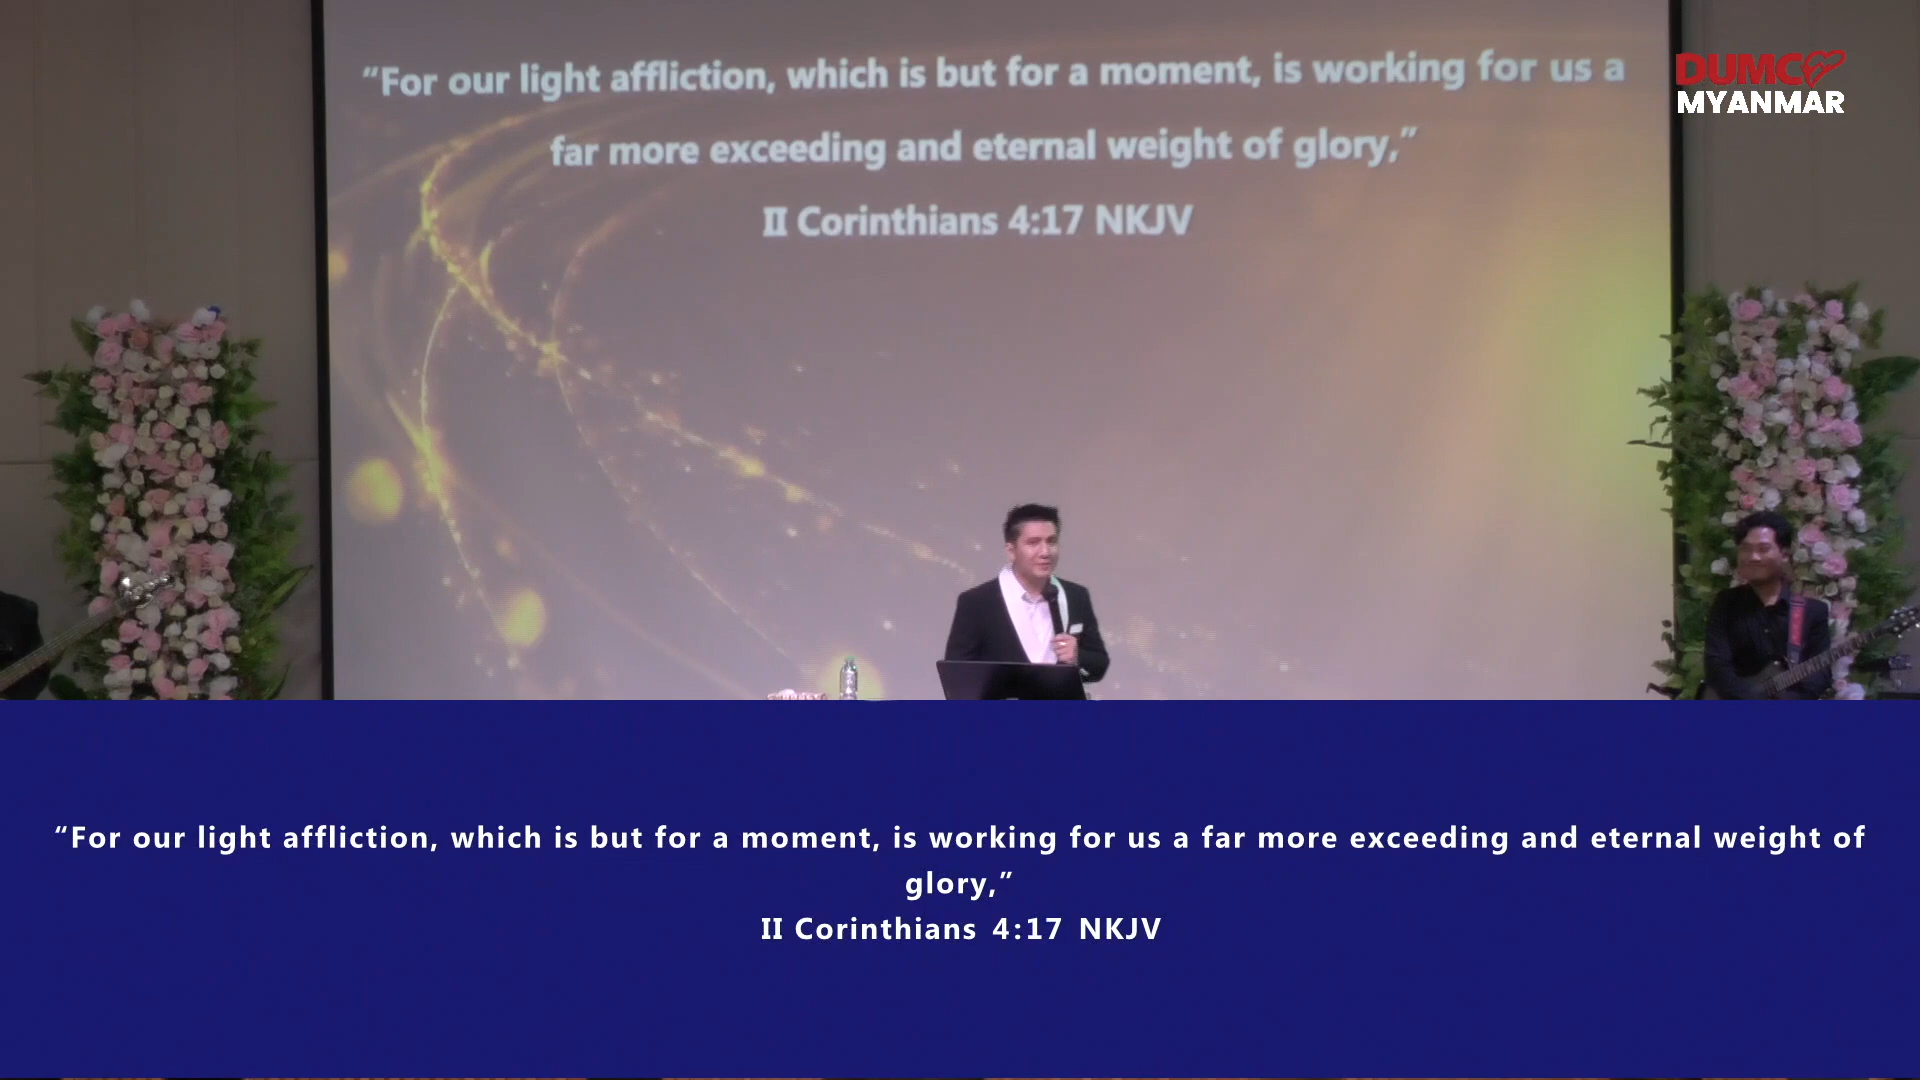 “For our light affliction, which is but for a moment, is working for us a
far more exceeding and eternal weight of glory,”
II Corinthians 4:17 NKJV
DUMC
MYANMAR
“For our light affliction, which is but for a moment, is working for us a far more exceeding and eternal weight of
glory,”
II Corinthians 4:17 NKJV